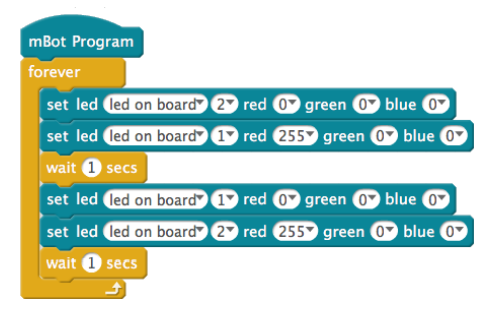 mBot Program
forever
set led led on board 2 red 0 green 0 blue 0
set led led on board 1 red 255 green 0 blue 0
wait 1 secs
set led led on board 1 red 0 green 0 blue 0
set led led on board 2 red 255 green 0 blue 0
wait 1 secs